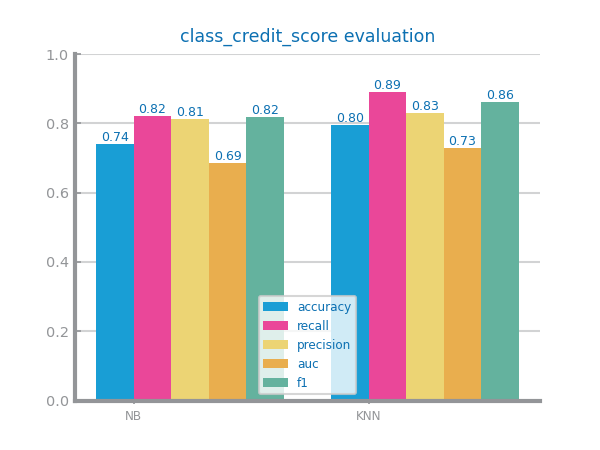 class_credit_score evaluation
1.0
0.8
0.6
0.4
0.2
0.0
0.74
0.82
0.81
0.69
0.82
0.80
0.89
0.83
0.73
0.86
accuracy
recall
precision
auc
f1
NB
KNN